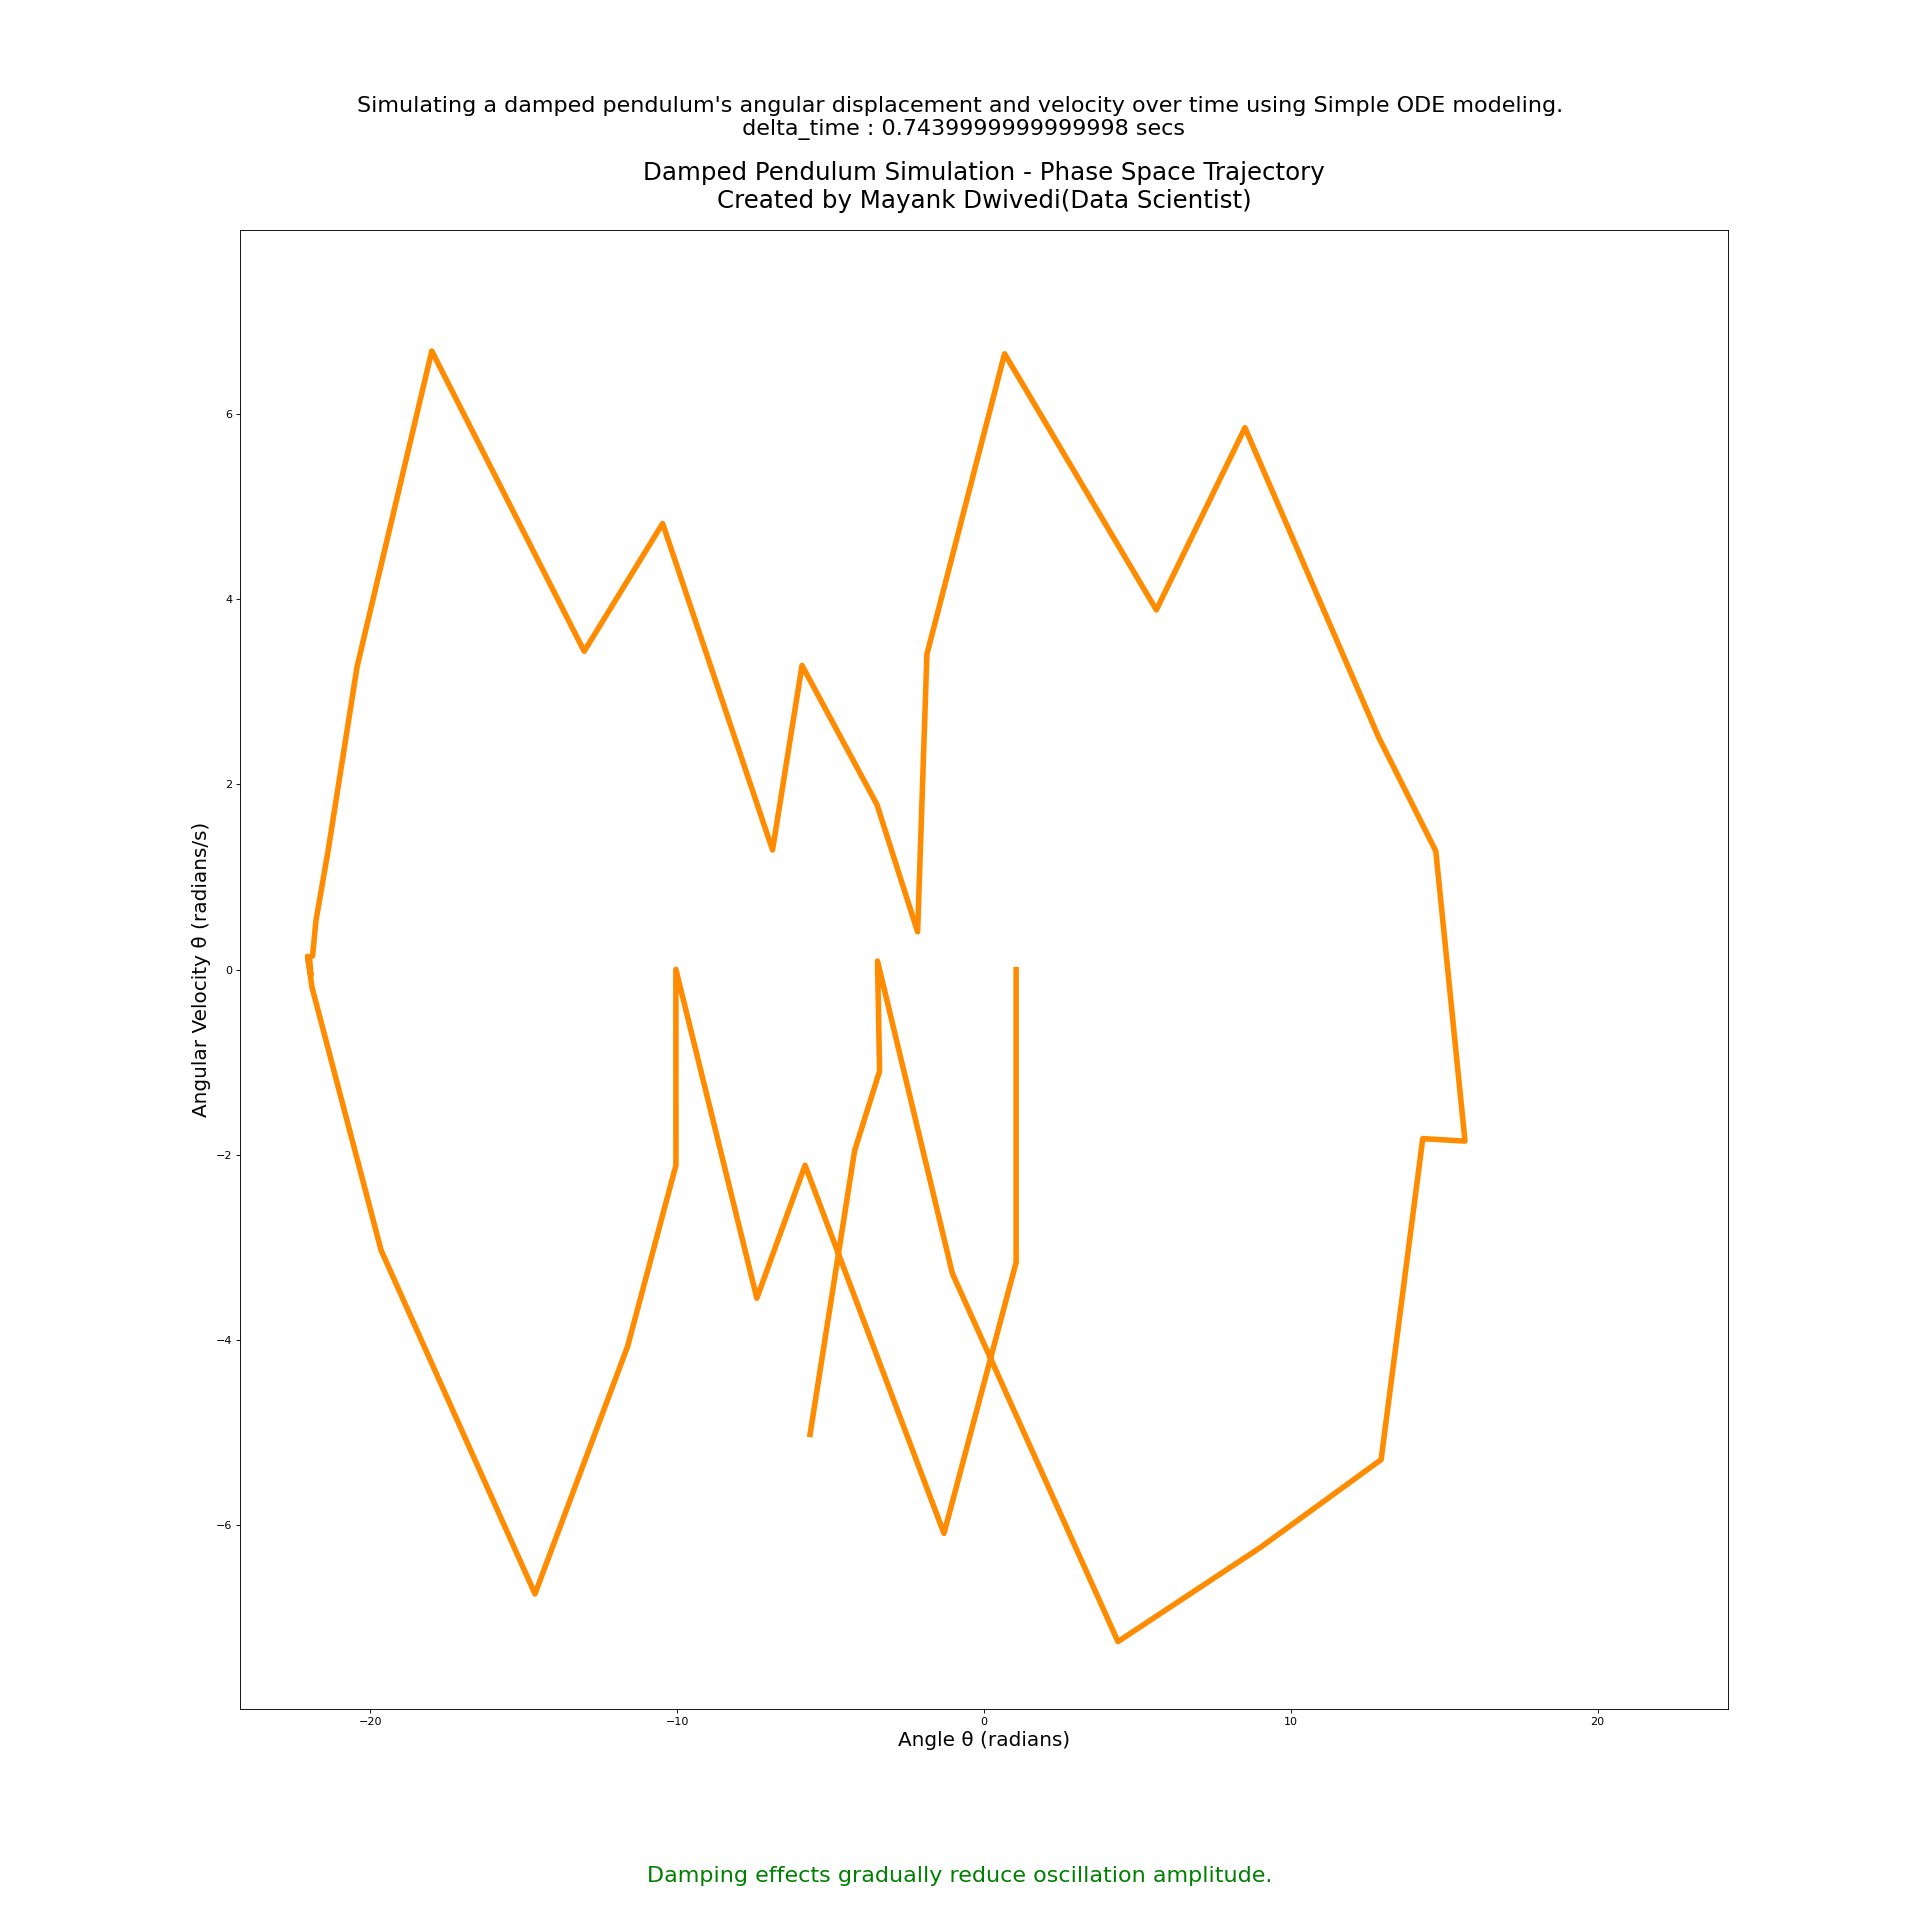 Simulating a damped pendulum's angular displacement and velocity over time using Simple ODE modeling.
delta_time : 0.7439999999999998 secs
Damped Pendulum Simulation - Phase Space Trajectory
Created by Mayank Dwivedi(Data Scientist)
Angular Velocity θ (radians/s)
6
4
2
0
−2
−4
−6
−20
−10
0
10
20
Angle θ (radians)
Damping effects gradually reduce oscillation amplitude.